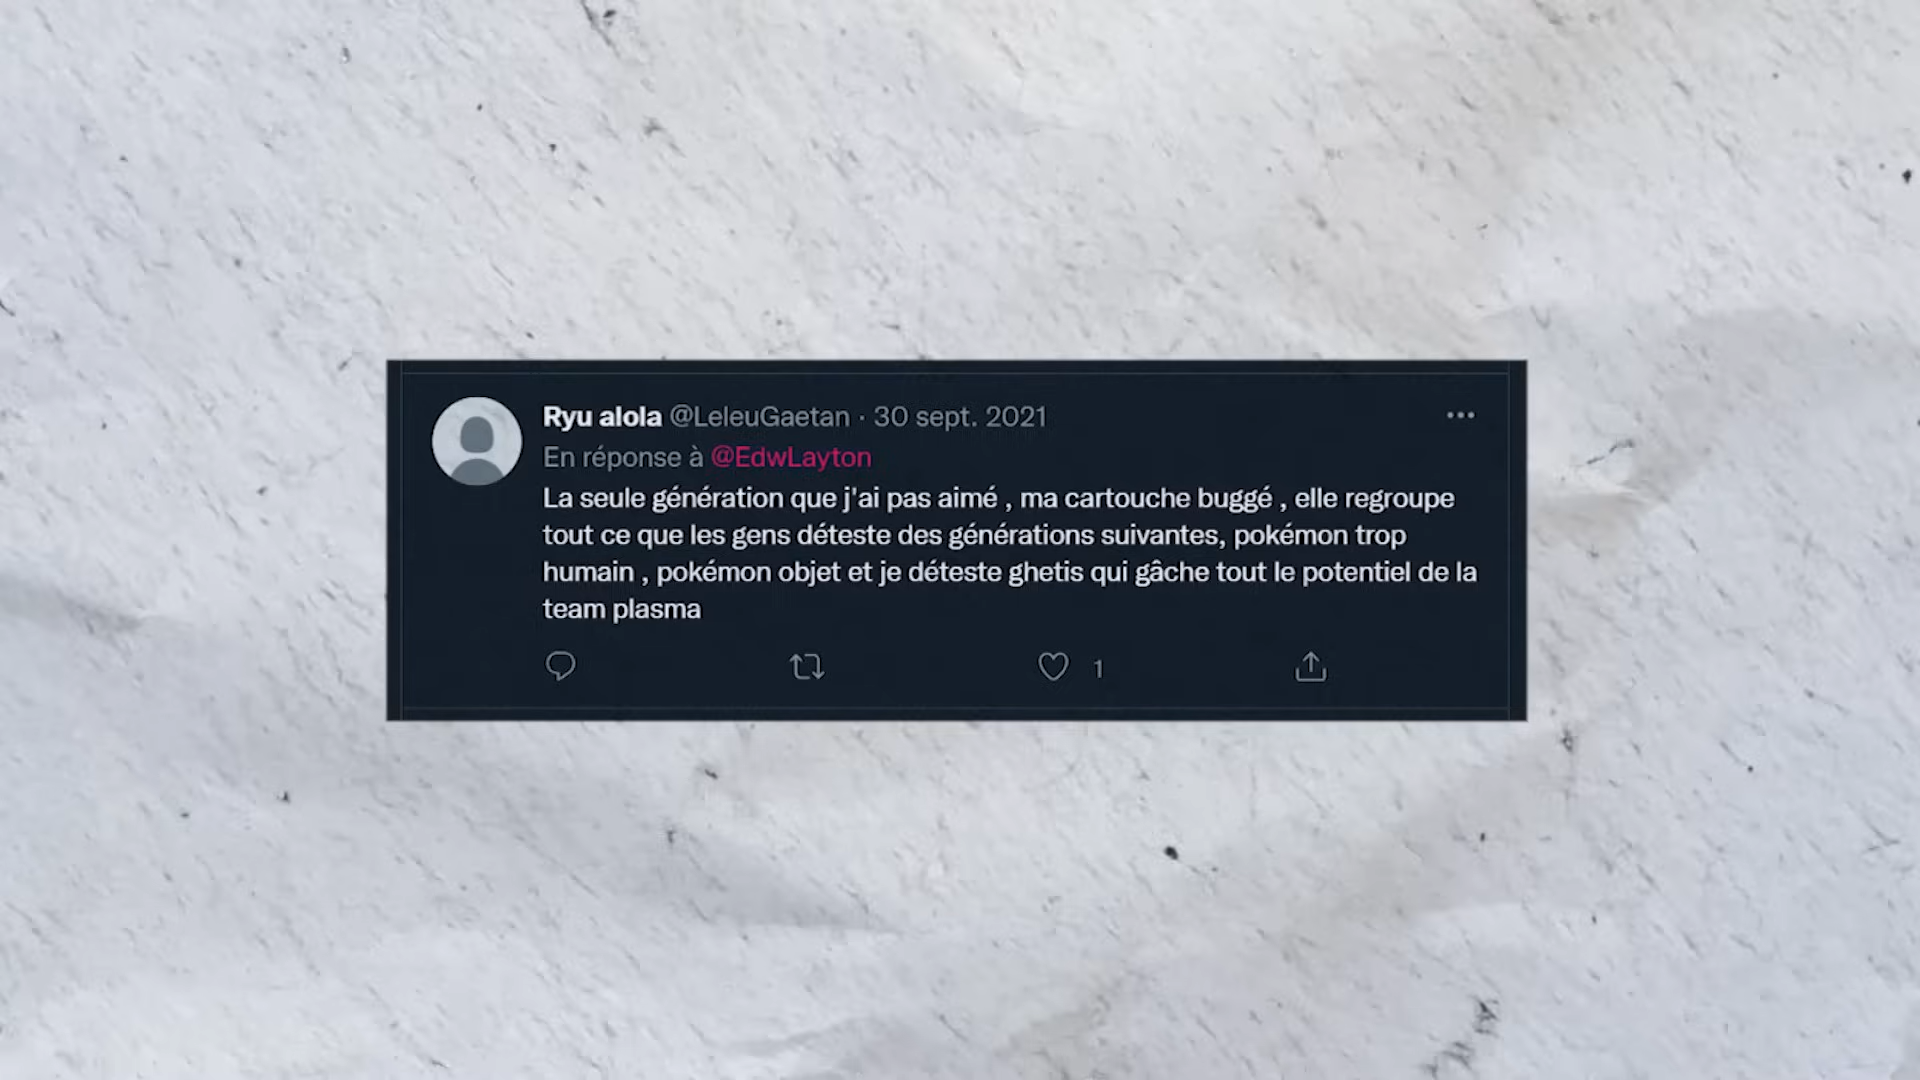 Ryu alola @LeleuGaetan · 30 sept. 2021
En réponse à @EdwLayton
La seule génération que j'ai pas aimé , ma cartouche buggé , elle regroupe
tout ce que les gens déteste des générations suivantes, pokémon trop
humain , pokémon objet et je déteste ghetis qui gâche tout le potentiel de la
team plasma
1